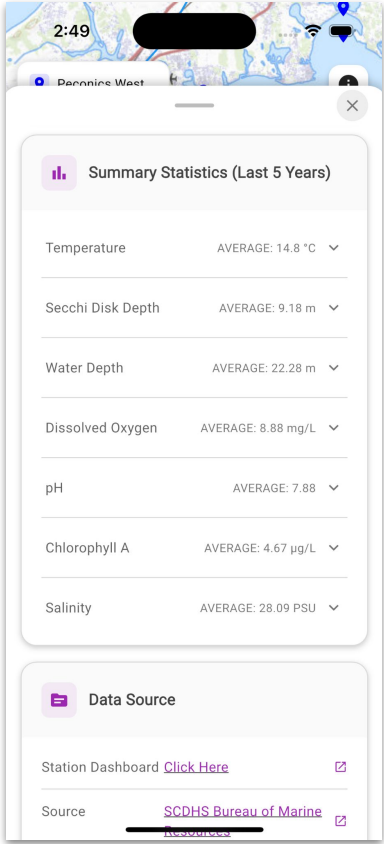 2:49
Peconics West
Summary Statistics (Last 5 Years)
Temperature AVERAGE: 14.8 °C
Secchi Disk Depth AVERAGE: 9.18 m
Water Depth AVERAGE: 22.28 m
Dissolved Oxygen AVERAGE: 8.88 mg/L
pH AVERAGE: 7.88
Chlorophyll A AVERAGE: 4.67 µg/L
Salinity AVERAGE: 28.09 PSU
Data Source
Station Dashboard Click Here
Source SCDHS Bureau of Marine
Resources